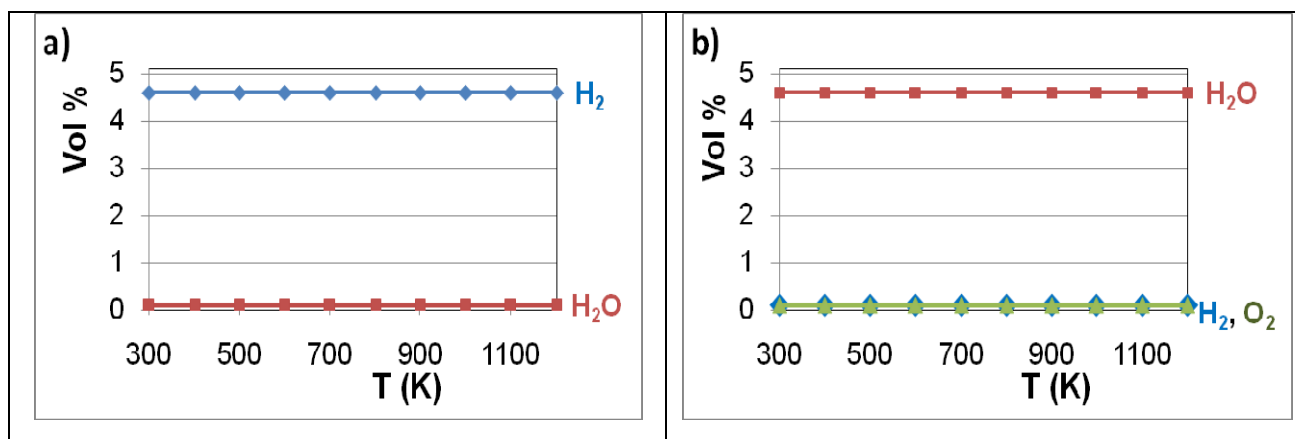 a)
Vol %
5
4
3
2
1
0
H₂
H₂O
300 500 700 900 1100
T (K)
b)
Vol %
5
4
3
2
1
0
H₂O
H₂, O₂
300 500 700 900 1100
T (K)